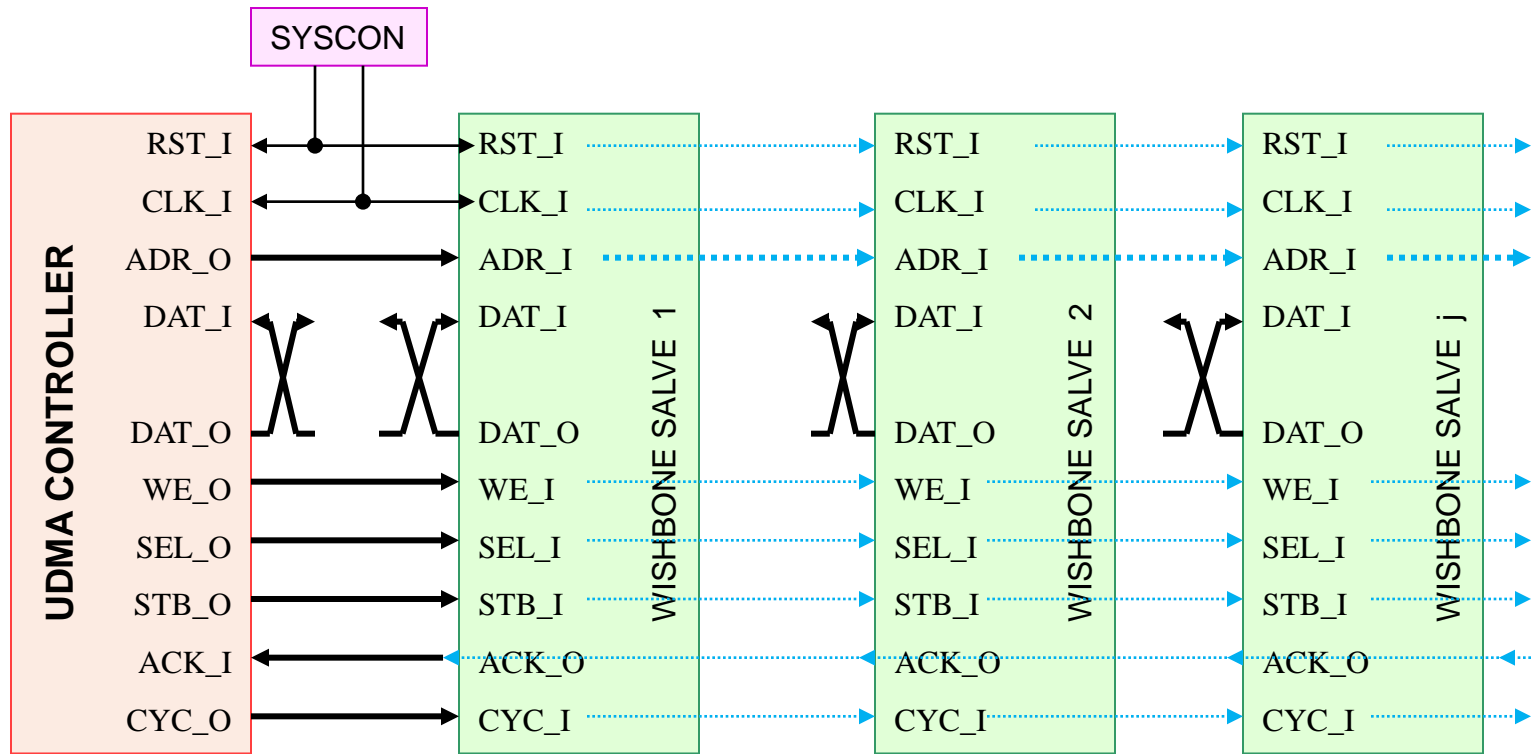 SYSCON
UDMA CONTROLLER
RST_I
CLK_I
ADR_O
DAT_I
DAT_O
WE_O
SEL_O
STB_O
ACK_I
CYC_O
RST_I
CLK_I
ADR_I
DAT_I
DAT_O
WE_I
SEL_I
STB_I
ACK_O
CYC_I
WISHBONE SALVE 1
RST_I
CLK_I
ADR_I
DAT_I
DAT_O
WE_I
SEL_I
STB_I
ACK_O
CYC_I
WISHBONE SALVE 2
RST_I
CLK_I
ADR_I
DAT_I
DAT_O
WE_I
SEL_I
STB_I
ACK_O
CYC_I
WISHBONE SALVE j